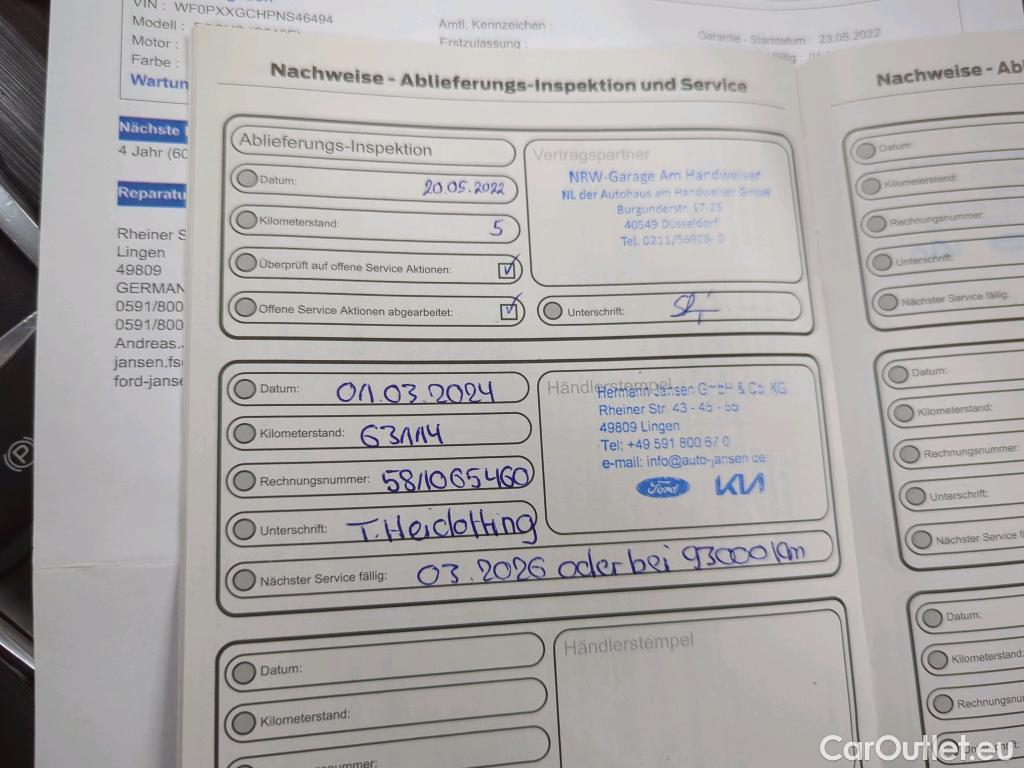 VIN : WF0PXXGCHPNS46494
Modell :
Motor :
Farbe :
Wartun
Amtl. Kennzeichen :
Erstzulassung :
Garantie - Startdatum : 23.05.2022
Nächste
4 Jahr (60
Reparatu
Rheiner S
Lingen
49809
GERMAN
0591/800
0591/800
Andreas.
jansen.fs
ford-janse
Nachweise - Ablieferungs-Inspektion und Service
Ablieferungs-Inspektion
Datum: 20.05.2022
Kilometerstand: 5
Überprüft auf offene Service Aktionen:
Offene Service Aktionen abgearbeitet:
Vertragspartner
NRW-Garage Am Handweiser
NL der Autohaus am Handweiser GmbH
Burgunderstr. 17-25
40549 Düsseldorf
Tel. 0211/56906-0
Unterschrift:
Datum: 01.03.2024
Kilometerstand: 63114
Rechnungsnummer: 581065460
Unterschrift:
Nächster Service fällig: 03.2026 oder bei 93000 km
Händlerstempel
Hermann Jansen GmbH & Co. KG
Rheiner Str. 43 - 45 - 55
49809 Lingen
Tel: +49 591 800 67 0
e-mail: info@auto-jansen.de
Ford KIA
Datum:
Kilometerstand:
nummer:
Händlerstempel
Nachweise - Abl
Datum:
Kilometerstand:
Rechnungsnummer:
Unterschrift:
Nächster Service fällig:
Datum:
Kilometerstand:
Rechnungsnummer:
Unterschrift:
Nächster Service fä
Datum:
Kilometerstand:
Rechnungsnum
Unterschrift:
CarOutlet.eu